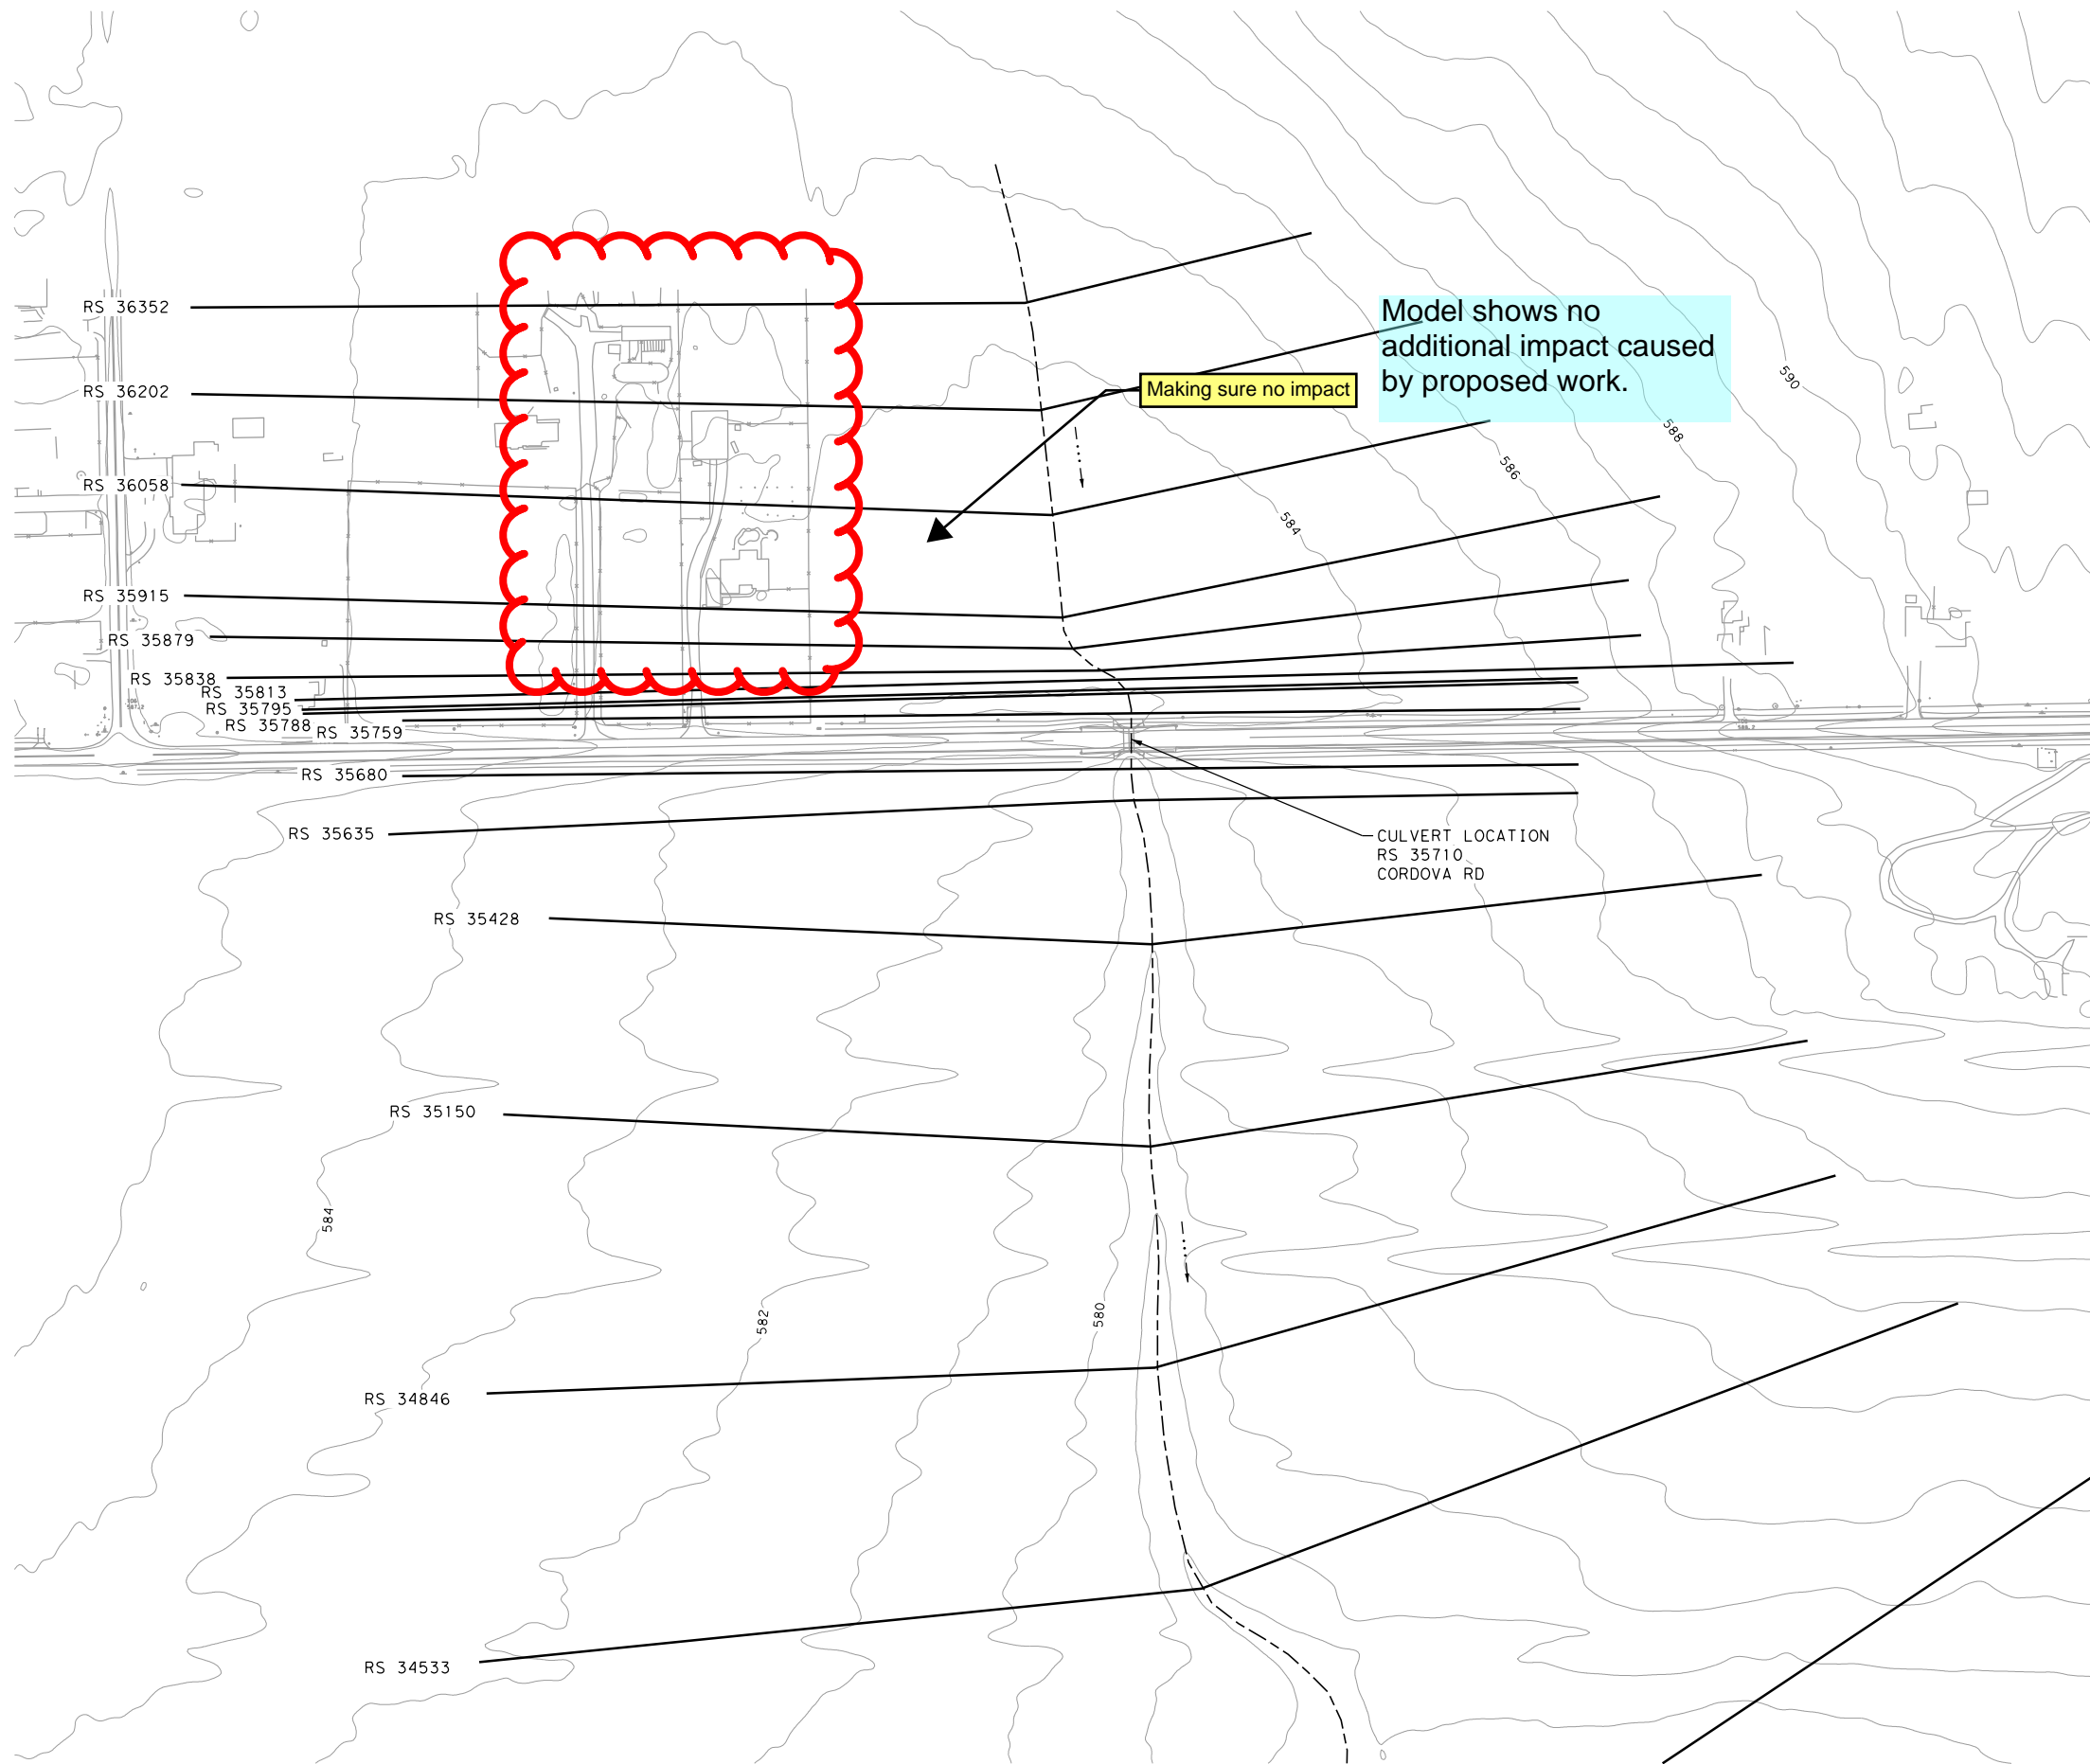 RS 36352
Model shows no
additional impact caused
by proposed work.
Making sure no impact
590
RS 36202
588
586
RS 36058
584
RS 35915
RS 35879
RS 35838
RS 35813
RS 35795
RS 35788
RS 35759
RS 35680
RS 35635
CULVERT LOCATION
RS 35710
CORDOVA RD
RS 35428
RS 35150
584
582
580
RS 34846
RS 34533